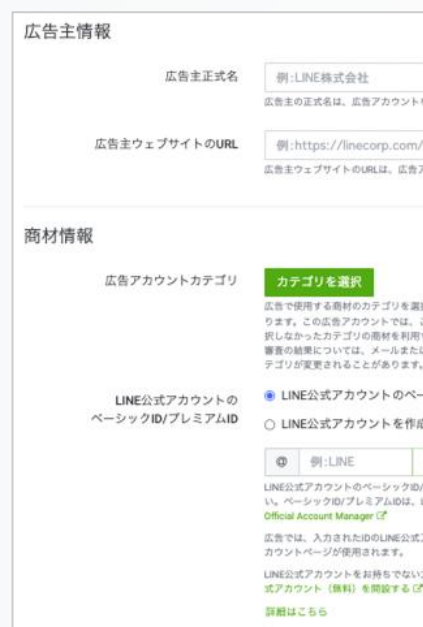 広告主情報
広告主正式名
例:LINE株式会社
広告主の正式名は、広告アカウント
広告主ウェブサイトのURL
例:https://linecorp.com/
広告主ウェブサイトのURLは、広告ア
商材情報
広告アカウントカテゴリ
カテゴリを選択
広告で使用する商材のカテゴリを選
ります。この広告アカウントでは、こ
択しなかったカテゴリの商材を利用
審査の結果については、メールまた
テゴリが変更されることがあります。
LINE公式アカウントの
ベーシックID/プレミアムID
LINE公式アカウントのベー
LINE公式アカウントを作成
@ 例:LINE
LINE公式アカウントのベーシックID/
い。ベーシックID/プレミアムIDは、
Official Account Manager
広告では、入力されたIDのLINE公式ア
カウントページが使用されます。
LINE公式アカウントをお持ちでない
式アカウント（無料）を開設する
詳細はこちら